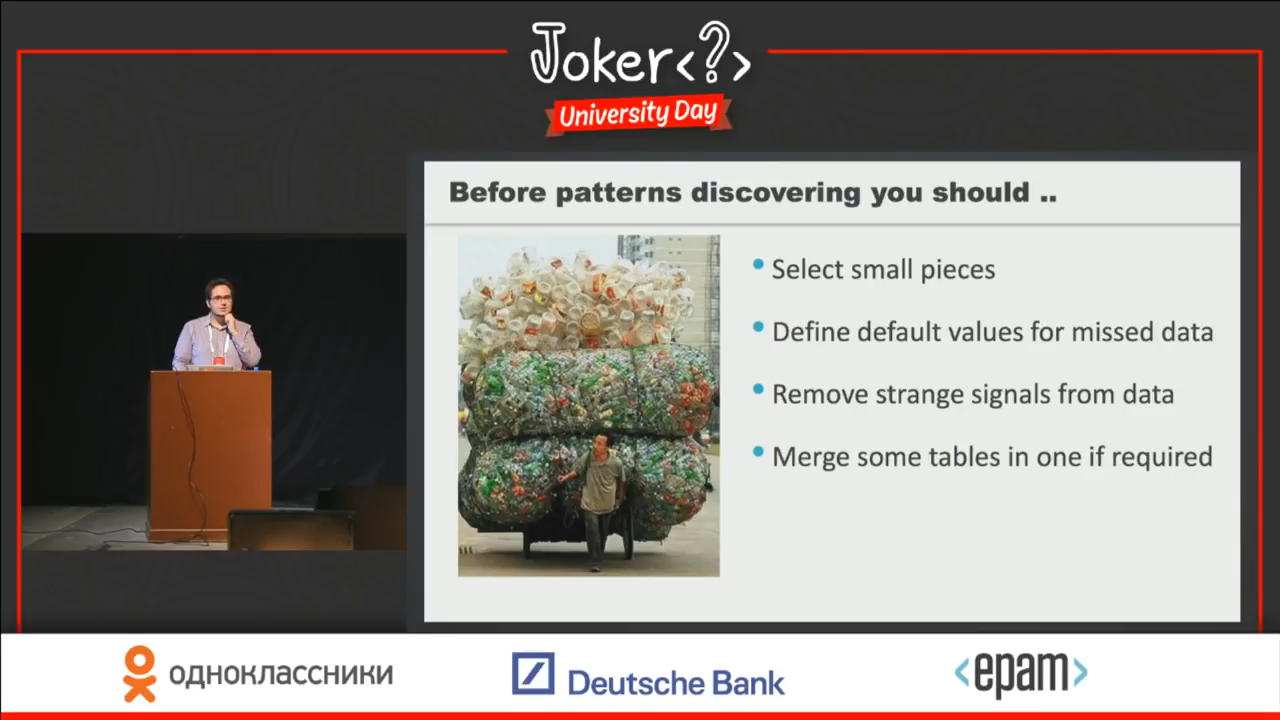 Joker<?>
University Day
Before patterns discovering you should ..
Select small pieces
Define default values for missed data
Remove strange signals from data
Merge some tables in one if required
одноклассники
Deutsche Bank
<epam>